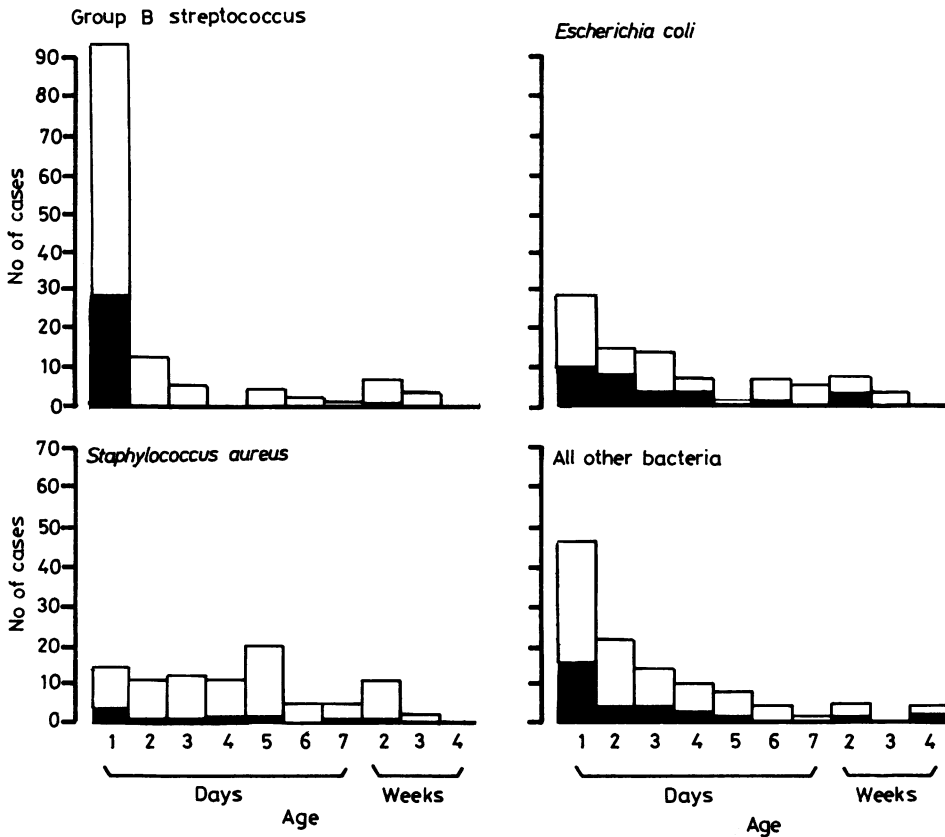 Group B streptococcus
Escherichia coli
No of cases
90
80
70
60
50
40
30
20
10
0
Staphylococcus aureus
All other bacteria
No of cases
70
60
50
40
30
20
10
0
1 2 3 4 5 6 7 2 3 4
Days Weeks
Age
1 2 3 4 5 6 7 2 3 4
Days Weeks
Age